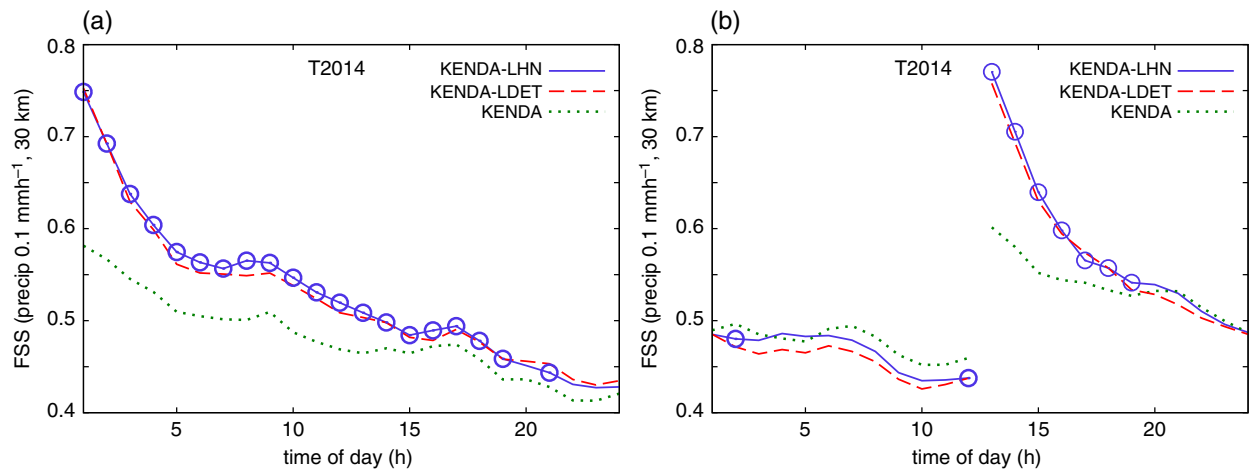 (a)
T2014
KENDA-LHN
KENDA-LDET
KENDA
0.8
0.7
0.6
0.5
0.4
FSS (precip 0.1 mmh⁻¹, 30 km)
5 10 15 20
time of day (h)
(b)
T2014
KENDA-LHN
KENDA-LDET
KENDA
0.8
0.7
0.6
0.5
0.4
FSS (precip 0.1 mmh⁻¹, 30 km)
5 10 15 20
time of day (h)